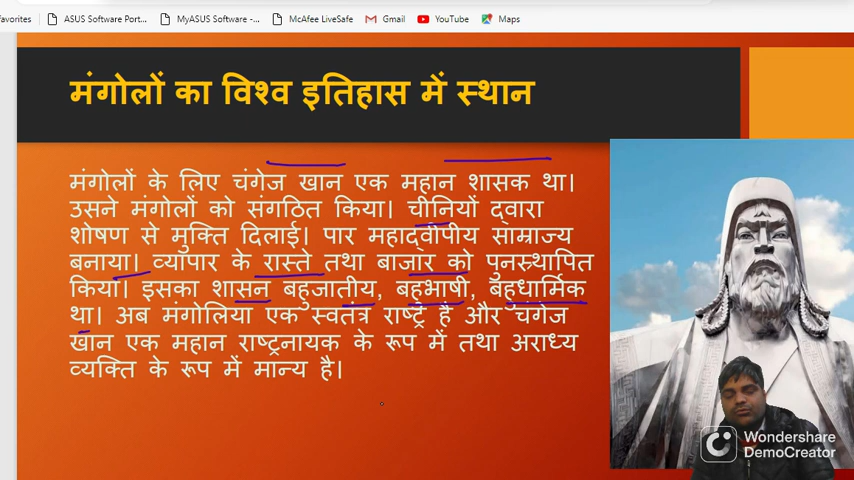 avorites
ASUS Software Port...
MyASUS Software -...
McAfee LiveSafe
Gmail
YouTube
Maps
मंगोलों का विश्व इतिहास में स्थान
मंगोलों के लिए चंगेज खान एक महान शासक था।
उसने मंगोलों को संगठित किया। चीनियों द्वारा
शोषण से मुक्ति दिलाई। पार महाद्वीपीय साम्राज्य
बनाया। व्यापार के रास्ते तथा बाजार को पुनस्र्थापित
किया। इसका शासन बहुजातीय, बहुभाषी, बहुधार्मिक
था। अब मंगोलिया एक स्वतंत्र राष्ट्र है और चंगेज
खान एक महान राष्ट्रनायक के रूप में तथा अराध्य
व्यक्ति के रूप में मान्य है।
Wondershare
DemoCreator